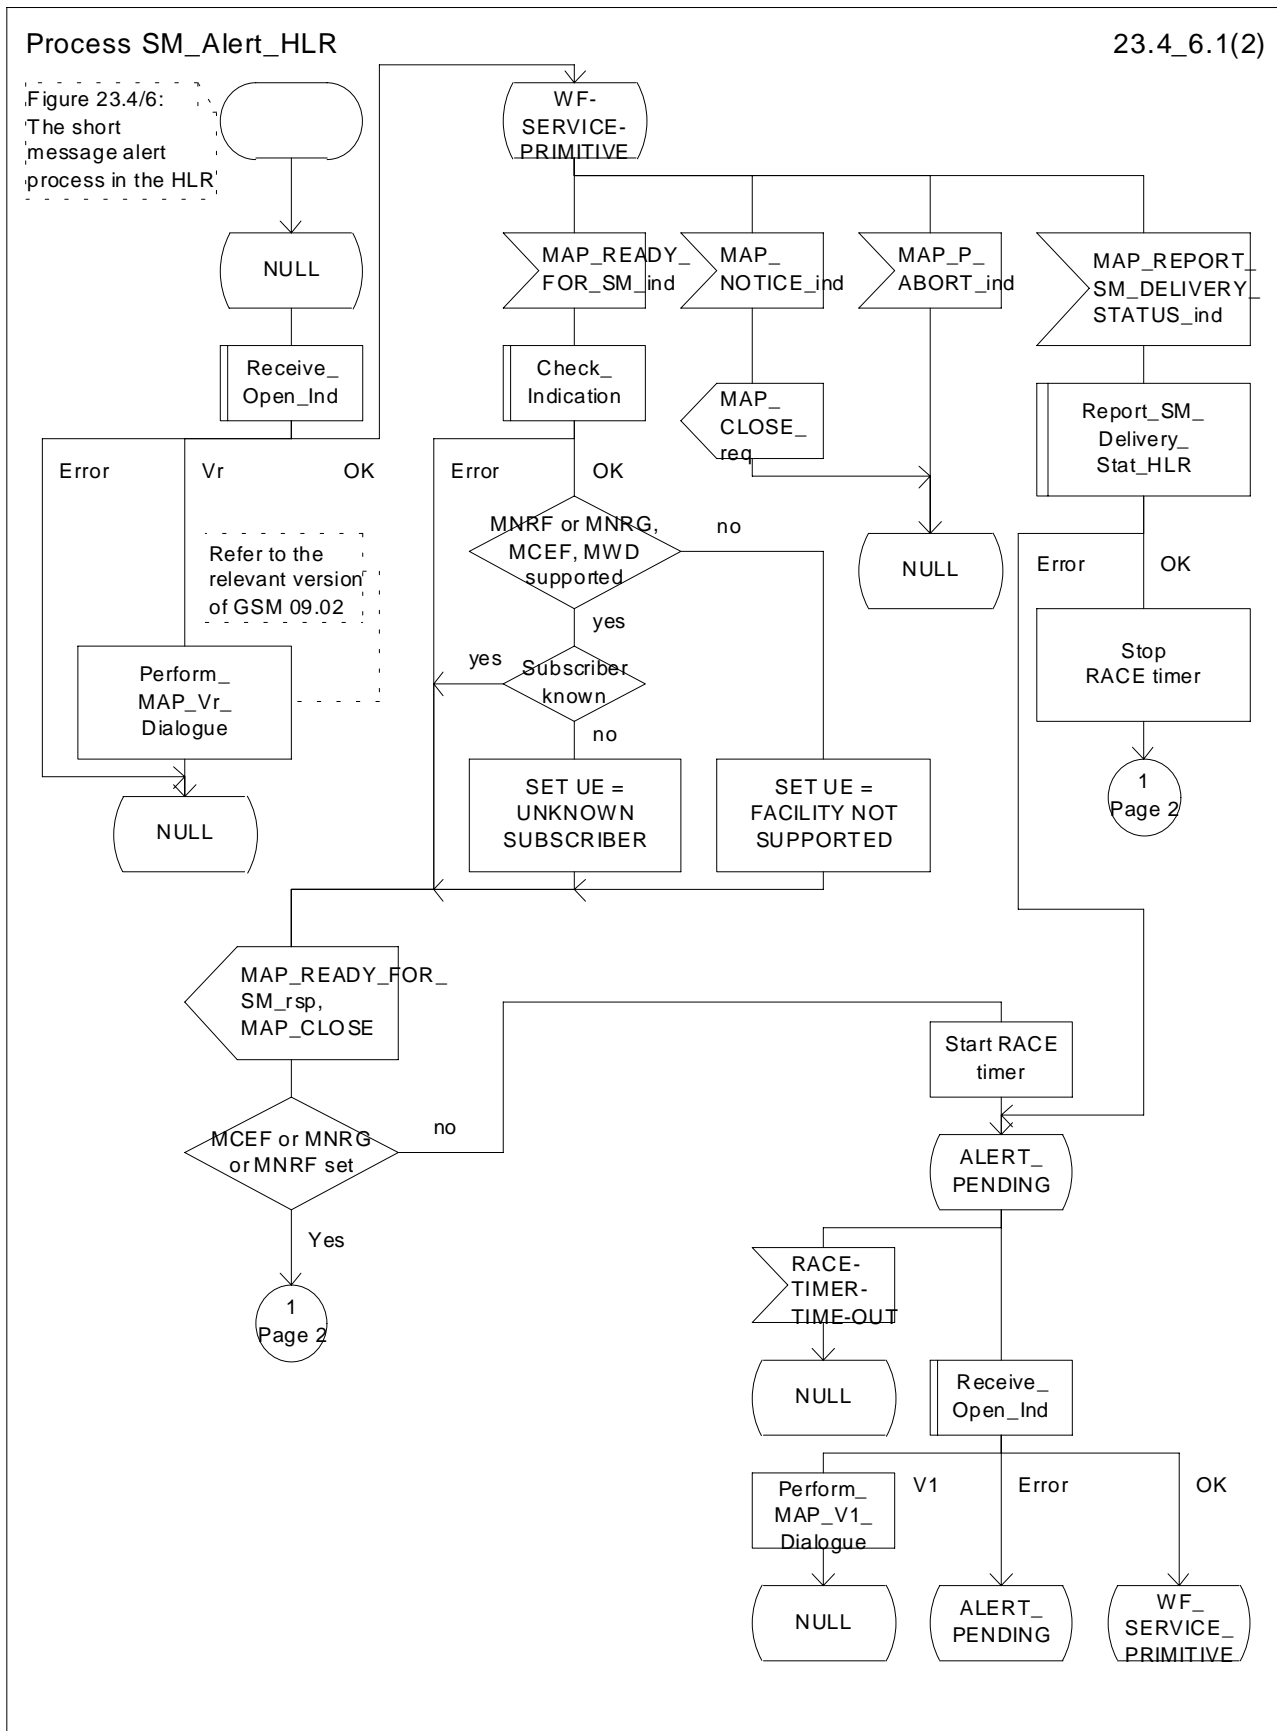 Process SM_Alert_HLR
23.4_6.1(2)
Figure 23.4/6:
The short
message alert
process in the HLR
WF-
SERVICE-
PRIMITIVE
NULL
MAP_READY_
FOR_SM_ind
MAP_
NOTICE_ind
MAP_P_
ABORT_ind
MAP_REPORT_
SM_DELIVERY_
STATUS_ind
Receive_
Open_Ind
Check_
Indication
MAP_
CLOSE_
req
Report_SM_
Delivery_
Stat_HLR
Error
Vr
OK
Error
OK
MNRF or MNRG,
MCEF, MWD
supported
no
NULL
Error
OK
Refer to the
relevant version
of GSM 09.02
yes
Perform_
MAP_Vr_
Dialogue
yes
Subscriber
known
no
Stop
RACE timer
NULL
SET UE =
UNKNOWN
SUBSCRIBER
SET UE =
FACILITY NOT
SUPPORTED
1
Page 2
MAP_READY_FOR_
SM_rsp,
MAP_CLOSE
Start RACE
timer
MCEF or MNRG
or MNRF set
no
ALERT_
PENDING
Yes
RACE-
TIMER-
TIME-OUT
1
Page 2
NULL
Receive_
Open_Ind
Perform_
MAP_V1_
Dialogue
V1
Error
OK
NULL
ALERT_
PENDING
WF_
SERVICE_
PRIMITIVE